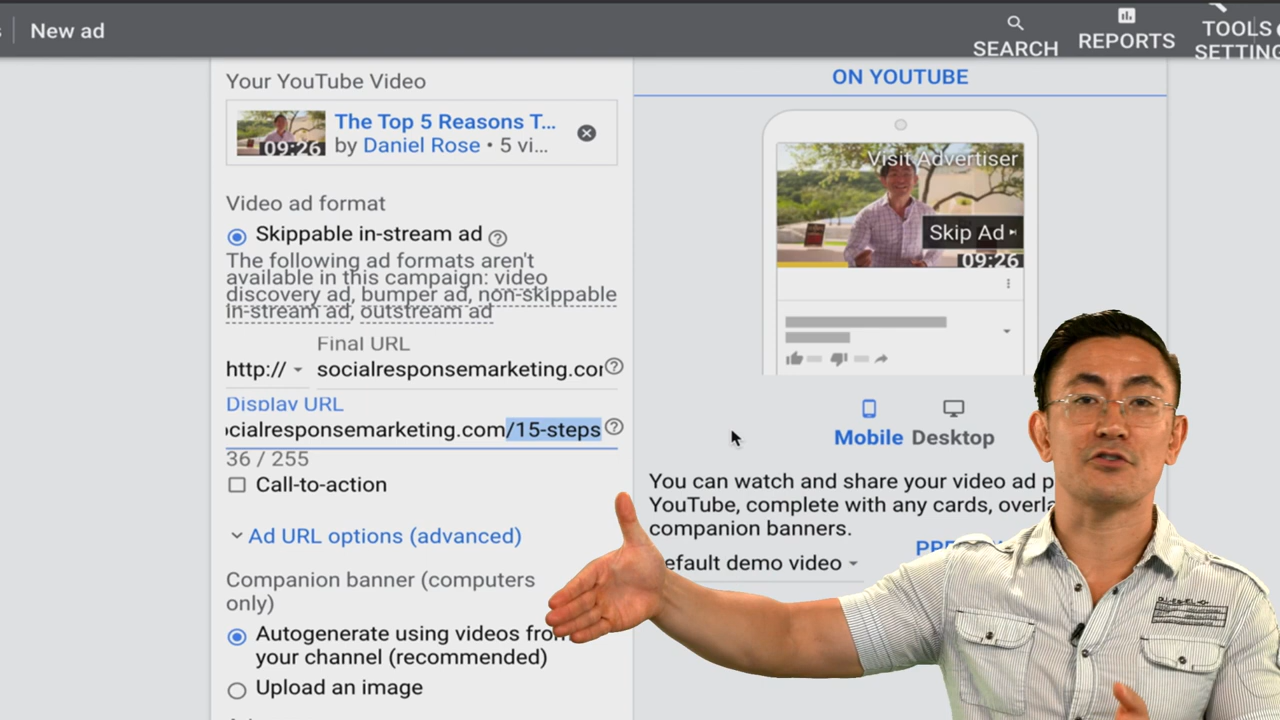 New ad
SEARCH
REPORTS
TOOLS
SETTING
Your YouTube Video
09:26
The Top 5 Reasons T...
by Daniel Rose • 5 vi...
Video ad format
Skippable in-stream ad
The following ad formats aren't
available in this campaign: video
discovery ad, bumper ad, non-skippable
in-stream ad, outstream ad
Final URL
http://
socialresponsemarketing.cor
Display URL
cialresponsemarketing.com/15-steps
36 / 255
Call-to-action
Ad URL options (advanced)
Companion banner (computers
only)
Autogenerate using videos from
your channel (recommended)
Upload an image
ON YOUTUBE
Visit Advertiser
Skip Ad
09:26
Mobile
Desktop
You can watch and share your video ad p
YouTube, complete with any cards, overla
companion banners.
efault demo video